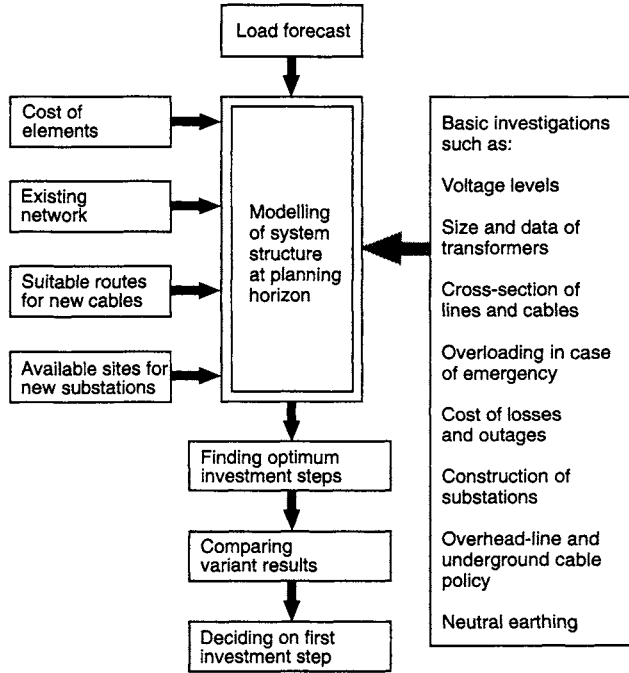 Load forecast
Cost of
elements
Existing
network
Suitable routes
for new cables
Available sites for
new substations
Modelling
of system
structure
at planning
horizon
Basic investigations
such as:
Voltage levels
Size and data of
transformers
Cross-section of
lines and cables
Overloading in case
of emergency
Cost of losses
and outages
Construction of
substations
Overhead-line and
underground cable
policy
Neutral earthing
Finding optimum
investment steps
Comparing
variant results
Deciding on first
investment step